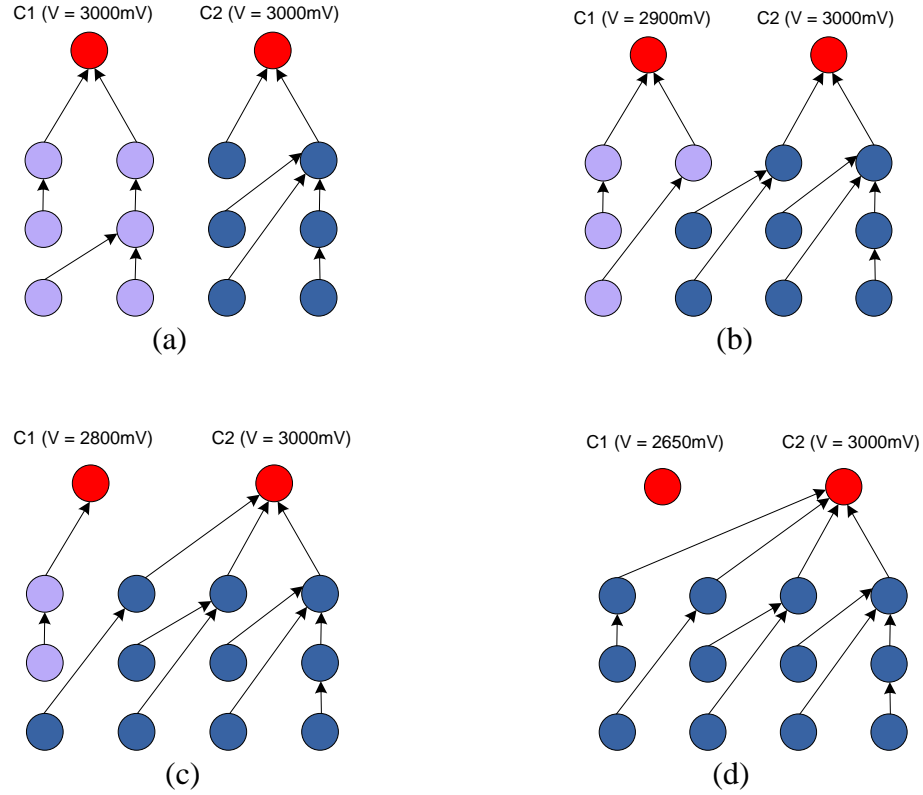 C1 (V = 3000mV) C2 (V = 3000mV)
(a)
C1 (V = 2900mV) C2 (V = 3000mV)
(b)
C1 (V = 2800mV) C2 (V = 3000mV)
(c)
C1 (V = 2650mV) C2 (V = 3000mV)
(d)